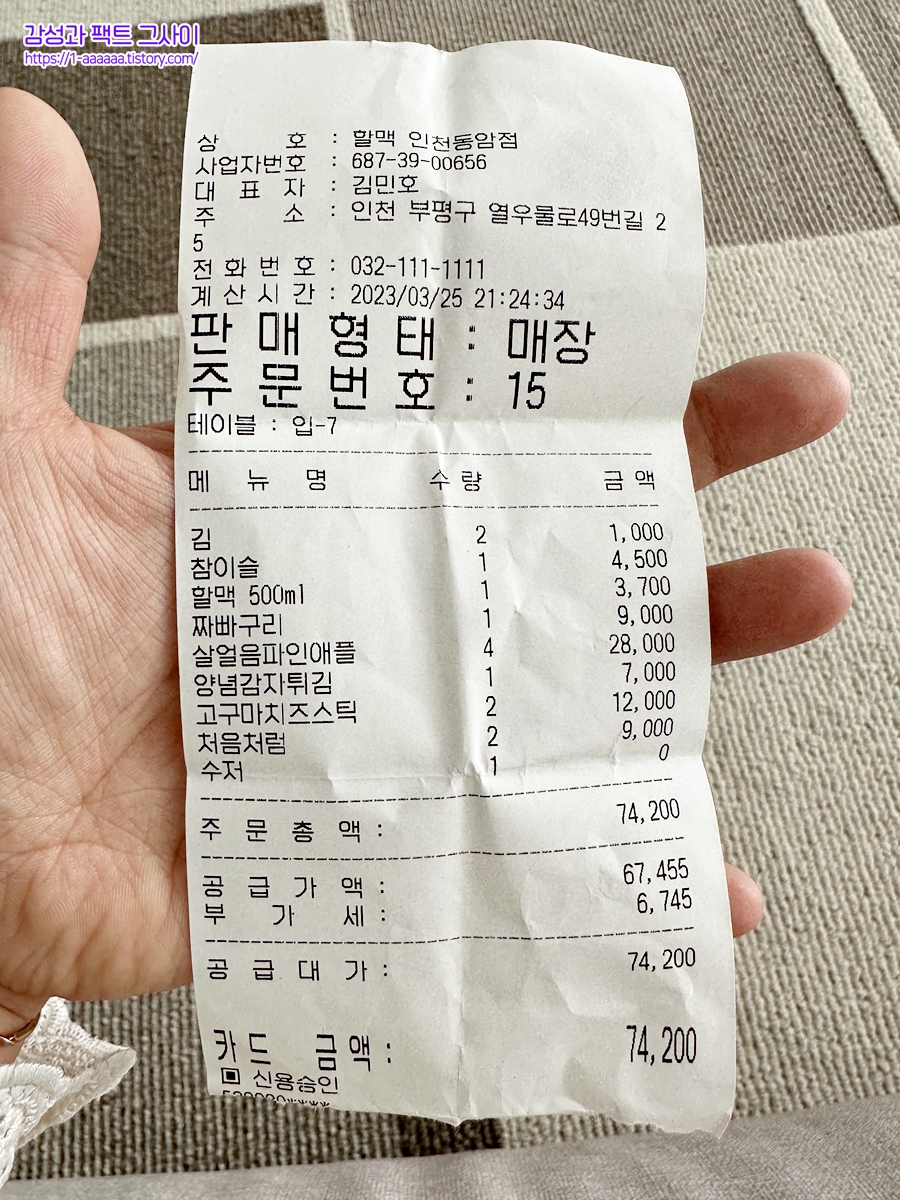 감성과 팩트 그사이
https://1-aaaaaa.tistory.com/
상 호 : 할맥 인천동암점
사업자번호 : 687-39-00656
대 표 자 : 김민호
주 소 : 인천 부평구 열우물로49번길 2
5
전 화 번 호 : 032-111-1111
계 산 시 간 : 2023/03/25 21:24:34
판 매 형 태 : 매장
주 문 번 호 : 15
테이블 : 입-7
메 뉴 명 수 량 금 액
김 2 1,000
참이슬 1 4,500
할맥 500ml 1 3,700
짜빠구리 1 9,000
살얼음파인애플 4 28,000
양념감자튀김 1 7,000
고구마치즈스틱 2 12,000
처음처럼 2 9,000
수저 1 0
주 문 총 액 : 74,200
공 급 가 액 : 67,455
부 가 세 : 6,745
공 급 대 가 : 74,200
카드 금액 : 74,200
▣ 신용승인